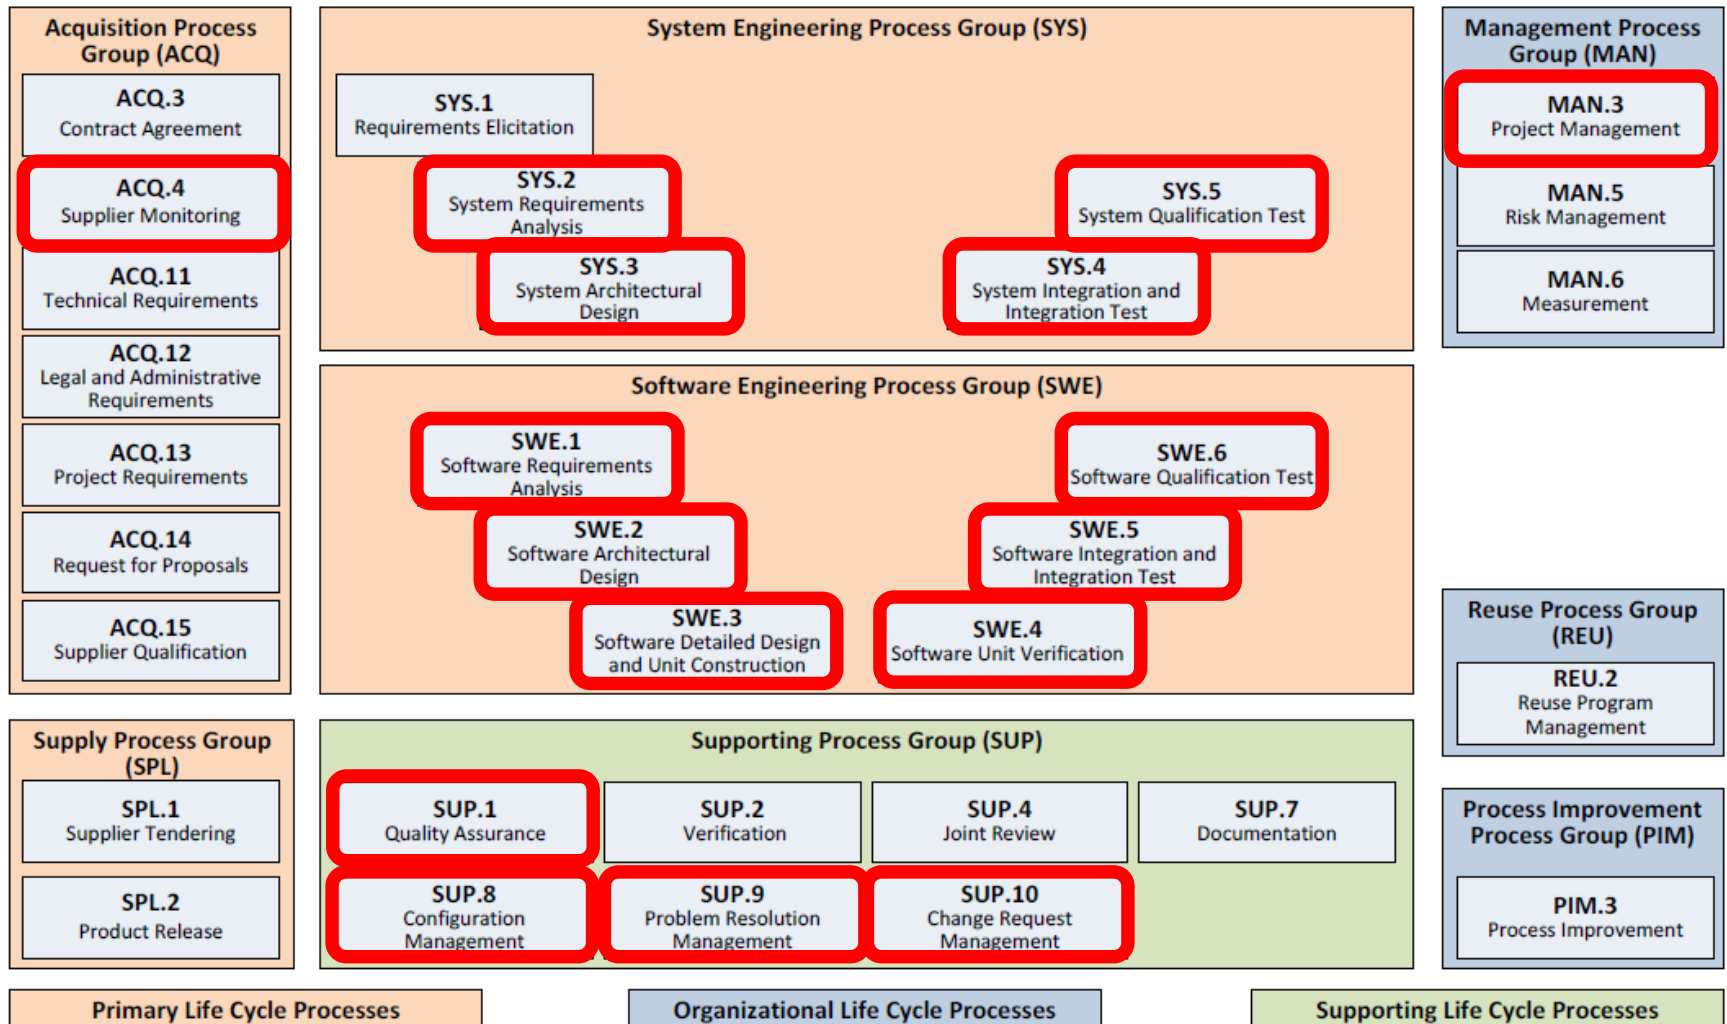 Acquisition Process
Group (ACQ)
ACQ.3
Contract Agreement
ACQ.4
Supplier Monitoring
ACQ.11
Technical Requirements
ACQ.12
Legal and Administrative
Requirements
ACQ.13
Project Requirements
ACQ.14
Request for Proposals
ACQ.15
Supplier Qualification
System Engineering Process Group (SYS)
SYS.1
Requirements Elicitation
SYS.2
System Requirements
Analysis
SYS.3
System Architectural
Design
SYS.5
System Qualification Test
SYS.4
System Integration and
Integration Test
Management Process
Group (MAN)
MAN.3
Project Management
MAN.5
Risk Management
MAN.6
Measurement
Software Engineering Process Group (SWE)
SWE.1
Software Requirements
Analysis
SWE.2
Software Architectural
Design
SWE.3
Software Detailed Design
and Unit Construction
SWE.6
Software Qualification Test
SWE.5
Software Integration and
Integration Test
SWE.4
Software Unit Verification
Reuse Process Group
(REU)
REU.2
Reuse Program
Management
Supply Process Group
(SPL)
SPL.1
Supplier Tendering
SPL.2
Product Release
Supporting Process Group (SUP)
SUP.1
Quality Assurance
SUP.2
Verification
SUP.4
Joint Review
SUP.7
Documentation
SUP.8
Configuration
Management
SUP.9
Problem Resolution
Management
SUP.10
Change Request
Management
Process Improvement
Process Group (PIM)
PIM.3
Process Improvement
Primary Life Cycle Processes
Organizational Life Cycle Processes
Supporting Life Cycle Processes